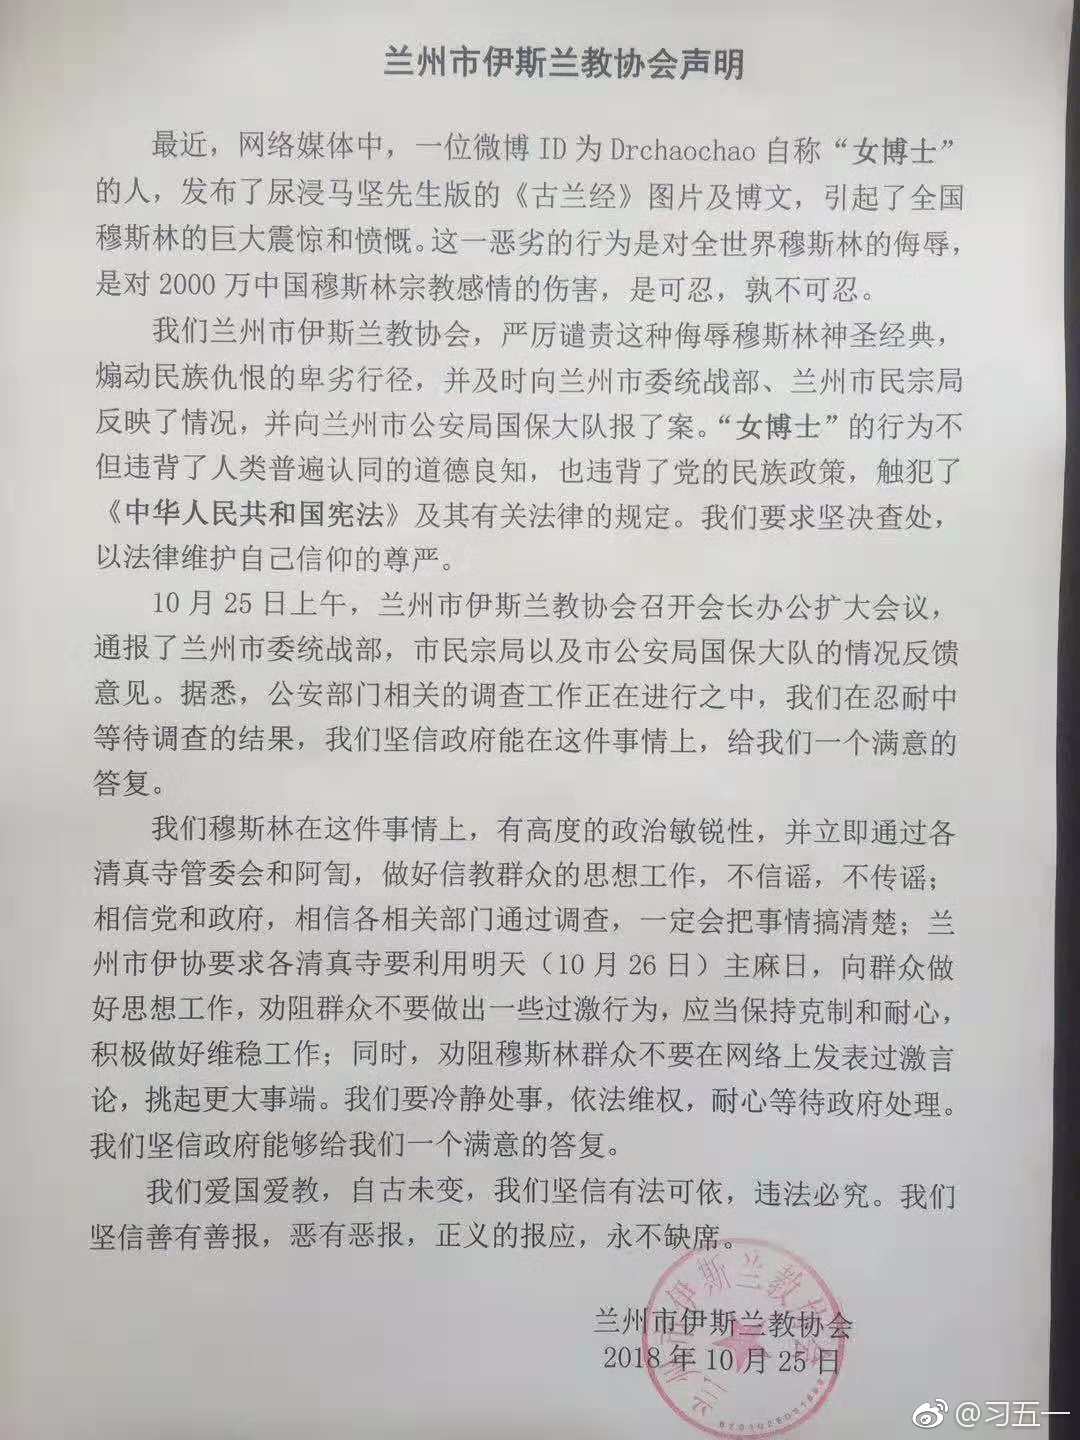 兰州市伊斯兰教协会声明
最近，网络媒体中，一位微博 ID 为 Drchaochao 自称“女博士”
的人，发布了尿浸马坚先生版的《古兰经》图片及博文，引起了全国
穆斯林的巨大震惊和愤慨。这一恶劣的行为是对全世界穆斯林的侮辱，
是对 2000 万中国穆斯林宗教感情的伤害，是可忍，孰不可忍。
我们兰州市伊斯兰教协会，严厉谴责这种侮辱穆斯林神圣经典，
煽动民族仇恨的卑劣行径，并及时向兰州市委统战部、兰州市民宗局
反映了情况，并向兰州市公安局国保大队报了案。“女博士”的行为不
但违背了人类普遍认同的道德良知，也违背了党的民族政策，触犯了
《中华人民共和国宪法》及其有关法律的规定。我们要求坚决查处，
以法律维护自己信仰的尊严。
10 月 25 日上午，兰州市伊斯兰教协会召开会长办公扩大会议，
通报了兰州市委统战部，市民宗局以及市公安局国保大队的情况反馈
意见。据悉，公安部门相关的调查工作正在进行之中，我们在忍耐中
等待调查的结果，我们坚信政府能在这件事情上，给我们一个满意的
答复。
我们穆斯林在这件事情上，有高度的政治敏锐性，并立即通过各
清真寺管委会和阿訇，做好信教群众的思想工作，不信谣，不传谣；
相信党和政府，相信各相关部门通过调查，一定会把事情搞清楚；兰
州市伊协要求各清真寺要利用明天（10 月 26 日）主麻日，向群众做
好思想工作，劝阻群众不要做出一些过激行为，应当保持克制和耐心，
积极做好维稳工作；同时，劝阻穆斯林群众不要在网络上发表过激言
论，挑起更大事端。我们要冷静处事，依法维权，耐心等待政府处理。
我们坚信政府能够给我们一个满意的答复。
我们爱国爱教，自古未变，我们坚信有法可依，违法必究。我们
坚信善有善报，恶有恶报，正义的报应，永不缺席。
兰州市伊斯兰教协会
2018 年 10 月 25 日
兰州市伊斯兰教协会
@习五一